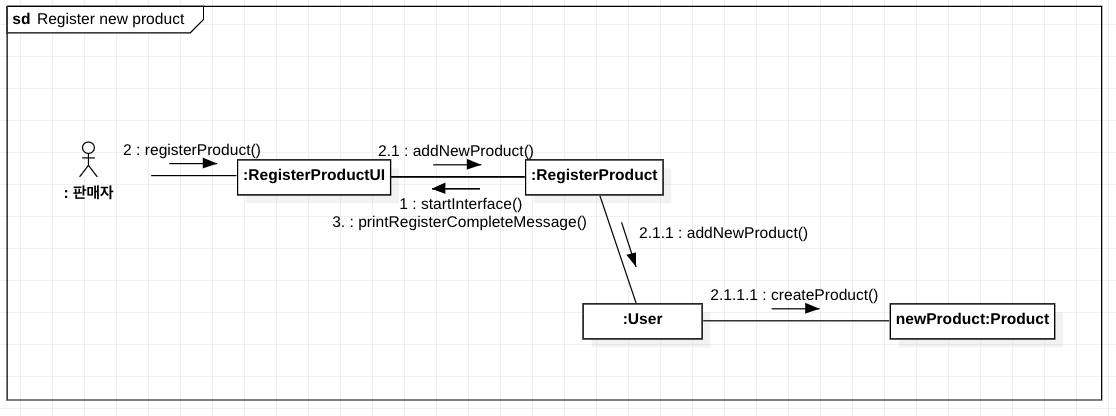 sd Register new product
2 : registerProduct()
2.1 : addNewProduct()
:RegisterProductUI
:RegisterProduct
: 판매자
1 : startInterface()
3. : printRegisterCompleteMessage()
2.1.1 : addNewProduct()
2.1.1.1 : createProduct()
:User
newProduct:Product